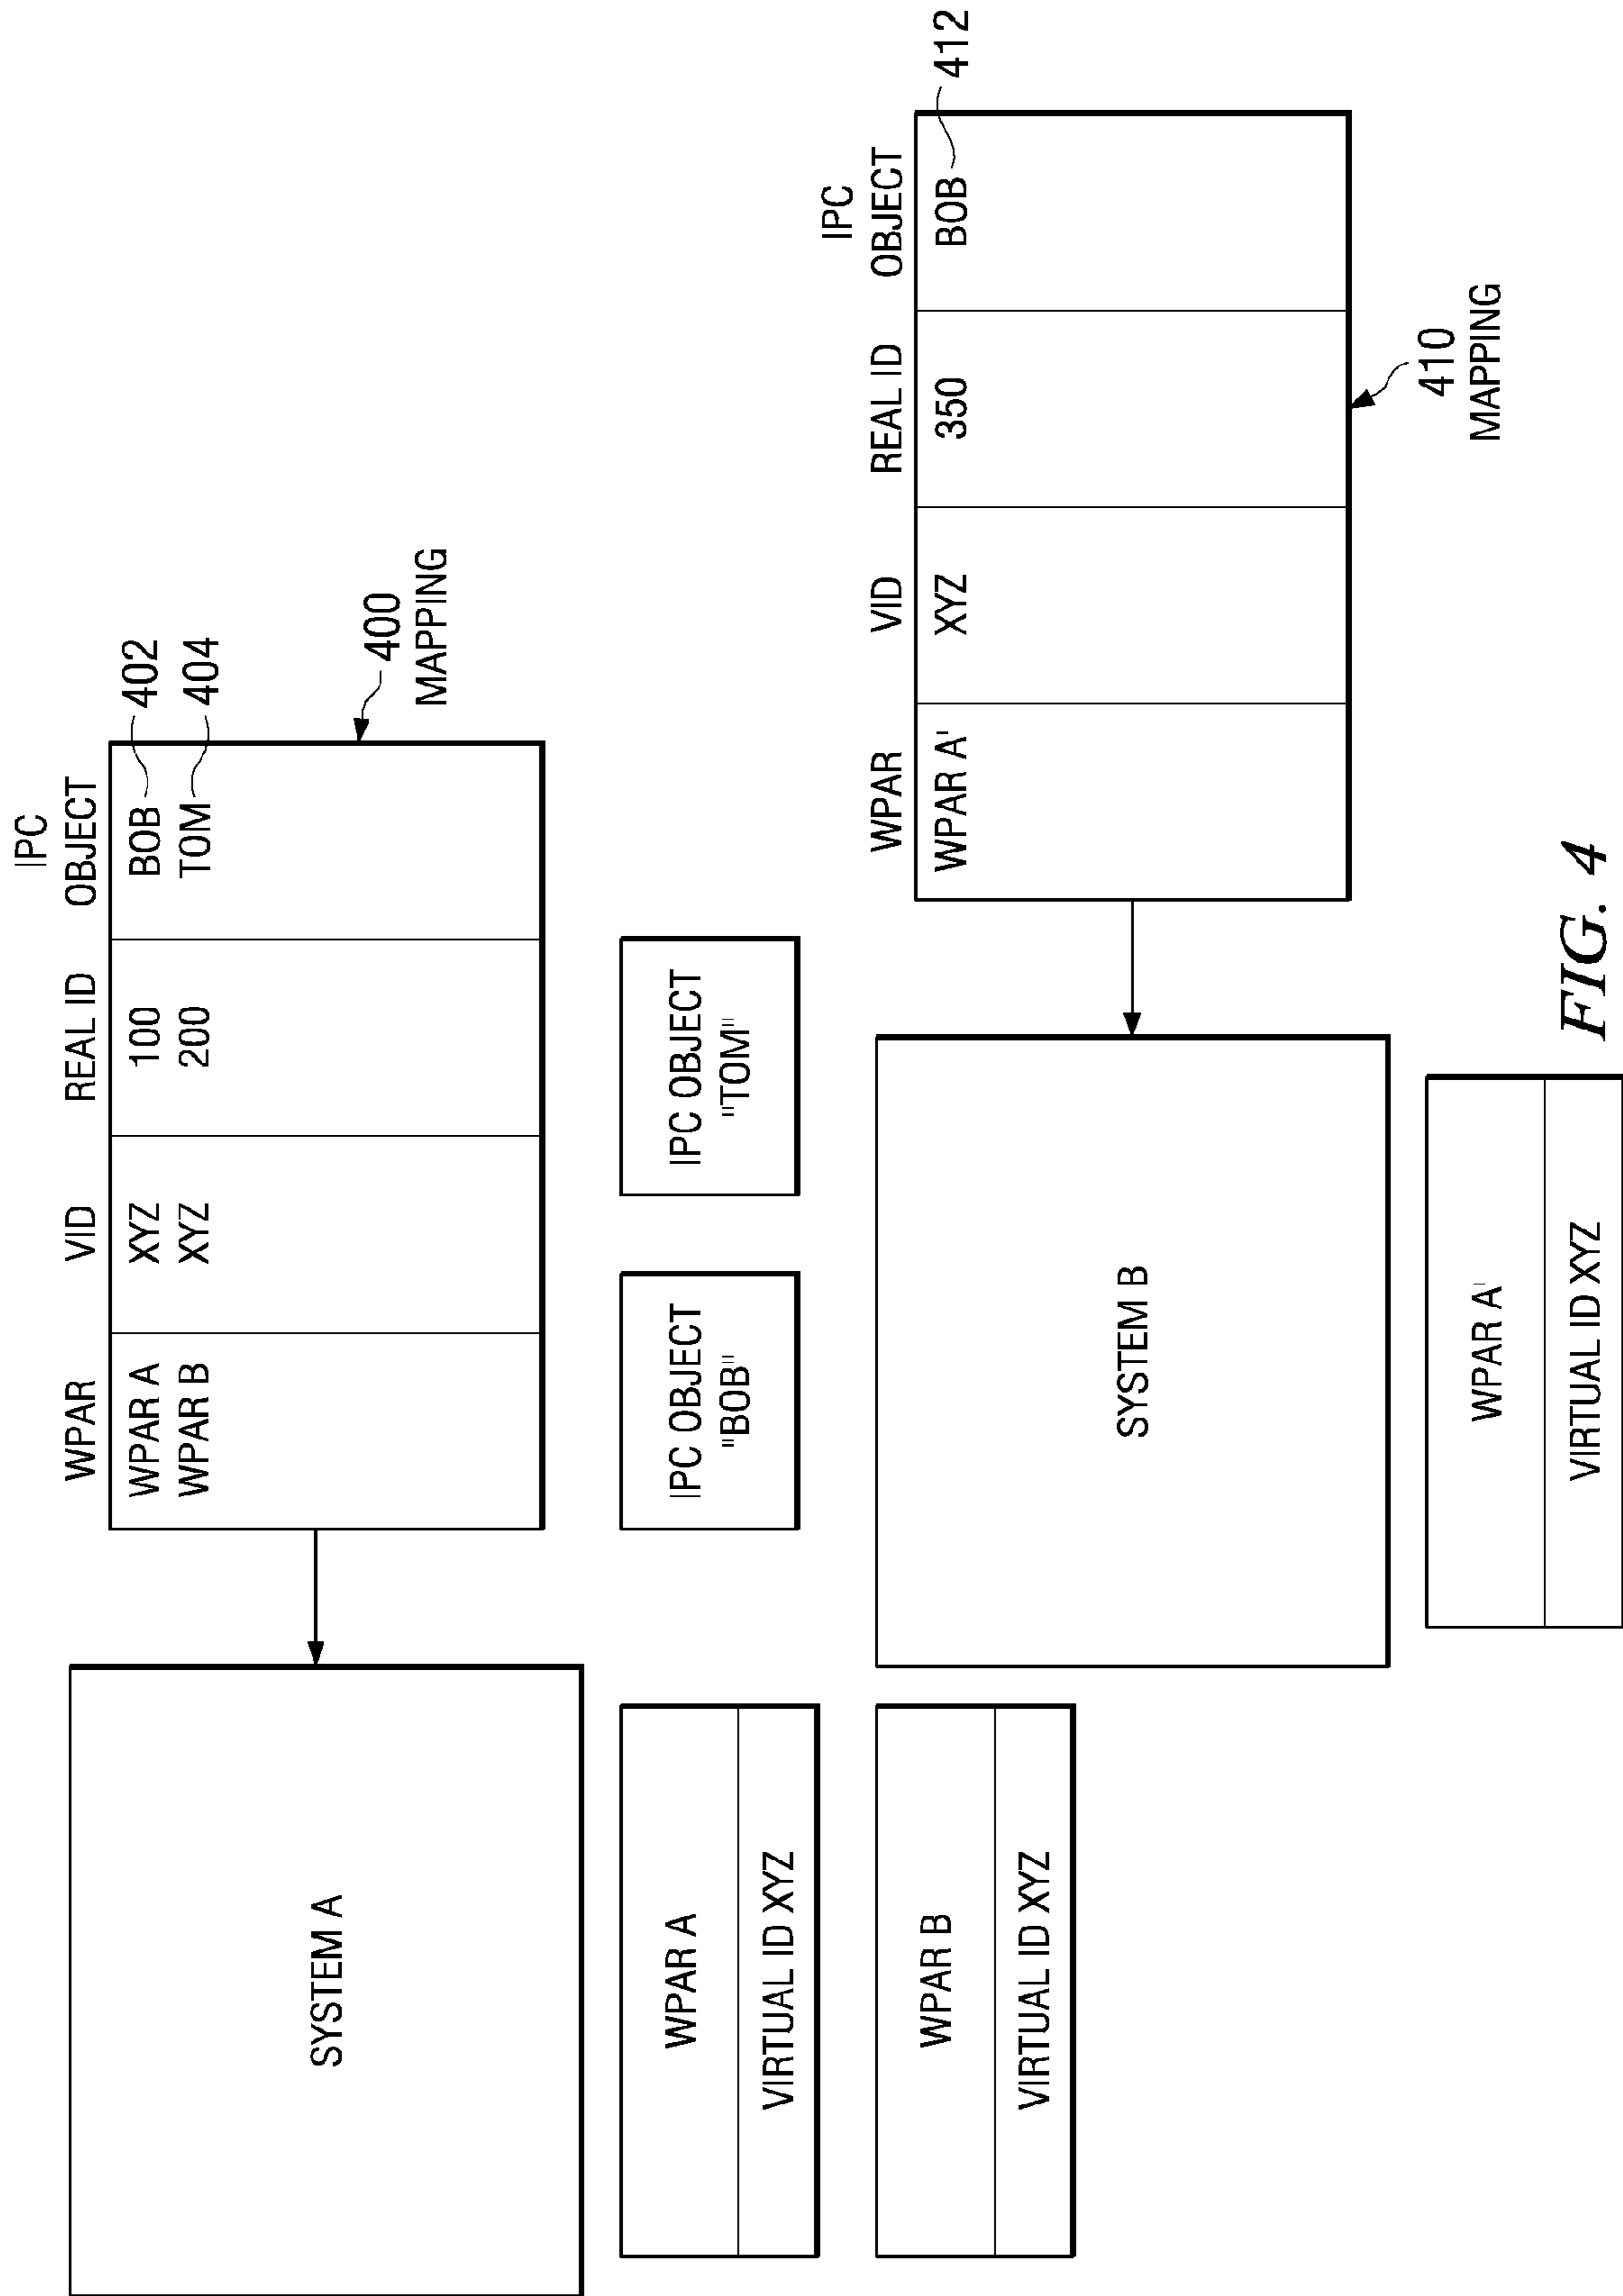 IPC
WPAR VID REAL ID OBJECT
WPAR A XYZ 100 BOB 402
WPAR B XYZ 200 TOM 404
400
MAPPING
SYSTEM A
IPC OBJECT
"BOB"
IPC OBJECT
"TOM"
WPAR A
VIRTUAL ID XYZ
WPAR B
VIRTUAL ID XYZ
IPC
WPAR VID REAL ID OBJECT
WPAR A' XYZ 350 BOB 412
410
MAPPING
SYSTEM B
WPAR A'
VIRTUAL ID XYZ
FIG. 4